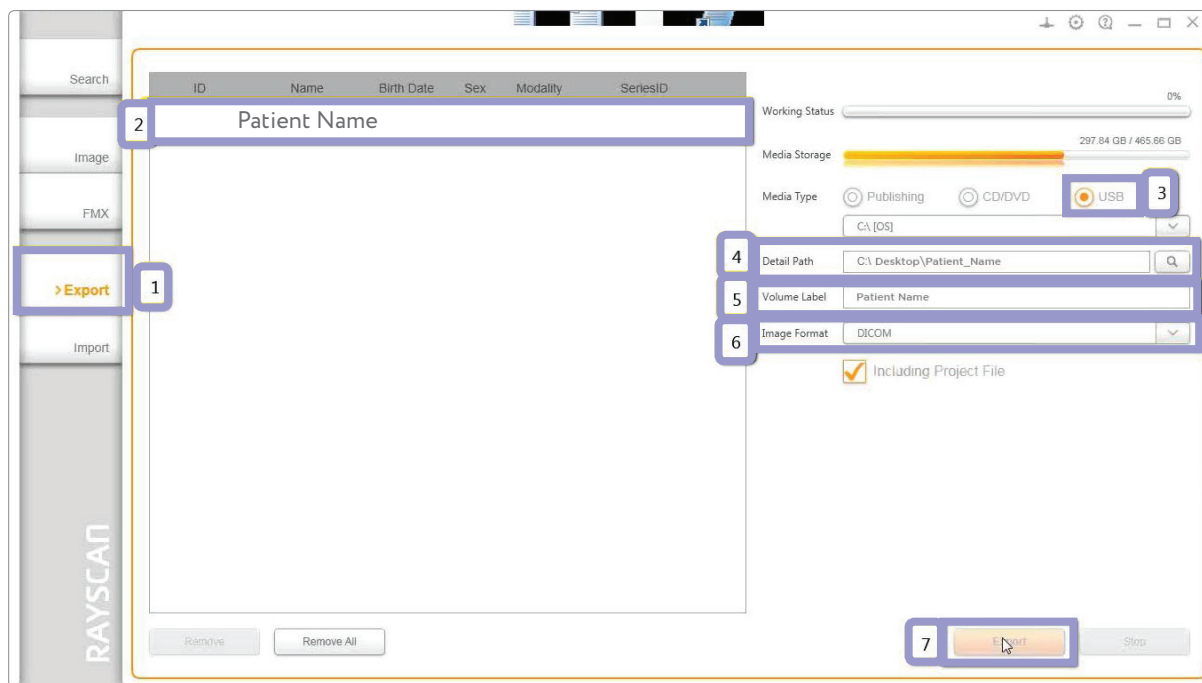 Search
Image
FMX
>Export
Import
RAYSCAN
1
ID Name Birth Date Sex Modality SeriesID
2 Patient Name
Remove Remove All
Working Status 0%
Media Storage 297.84 GB / 465.66 GB
Media Type Publishing CD/DVD USB 3
C:\ [OS]
4 Detail Path C:\ Desktop\Patient_Name
5 Volume Label Patient Name
6 Image Format DICOM
Including Project File
7 Export Stop